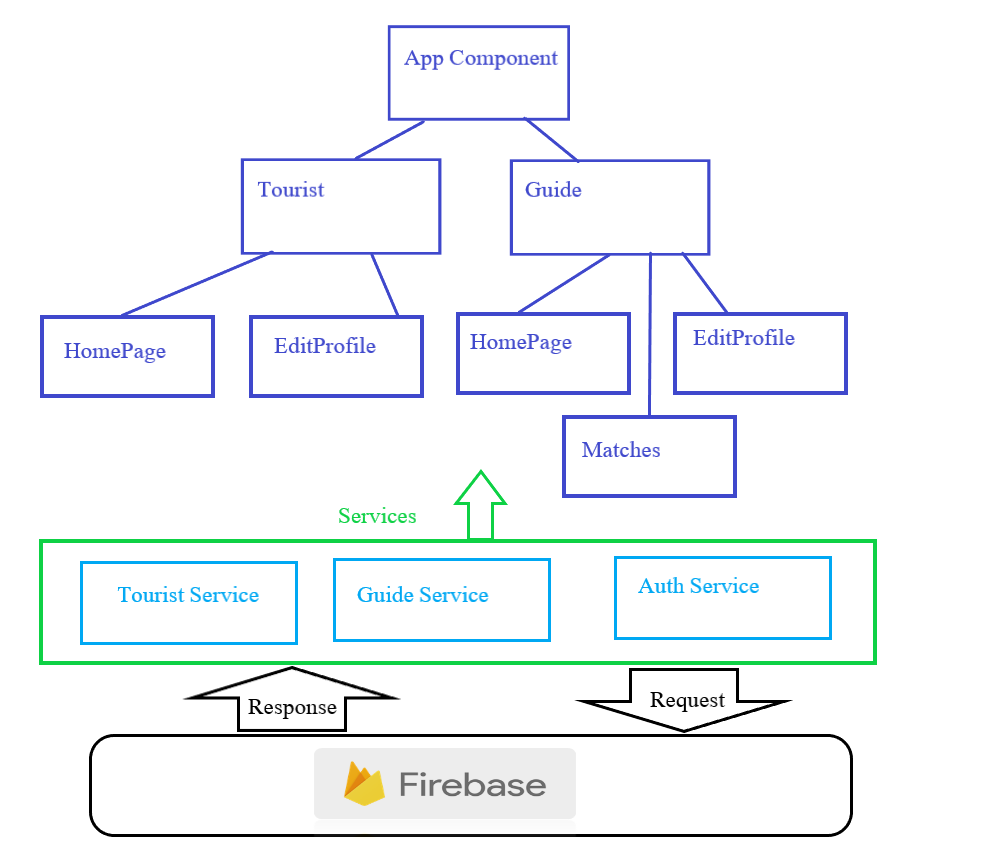 App Component
Tourist
Guide
HomePage
EditProfile
HomePage
EditProfile
Matches
Services
Tourist Service
Guide Service
Auth Service
Response
Request
Firebase